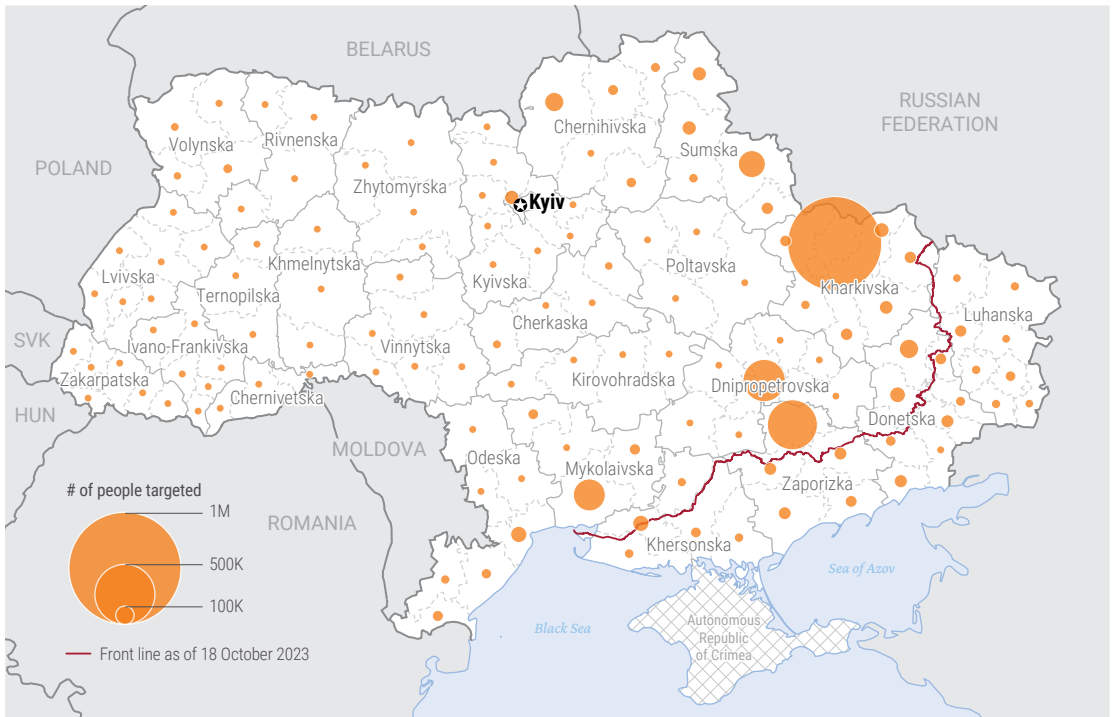 BELARUS
RUSSIAN
FEDERATION
POLAND
Volynska
Rivnenska
Chernihivska
Sumska
Zhytomyrska
Kyiv
Lvivska
Khmelnytska
Ternopilska
Kyivska
Poltavska
Kharkivska
Luhanska
Cherkaska
SVK
Ivano-Frankivska
Vinnytska
Zakarpatska
Chernivetska
Kirovohradska
Dnipropetrovska
HUN
Donetska
MOLDOVA
Odeska
Mykolaivska
Zaporizka
ROMANIA
Khersonska
# of people targeted
1M
500K
100K
Front line as of 18 October 2023
Sea of Azov
Black Sea
Autonomous
Republic
of Crimea